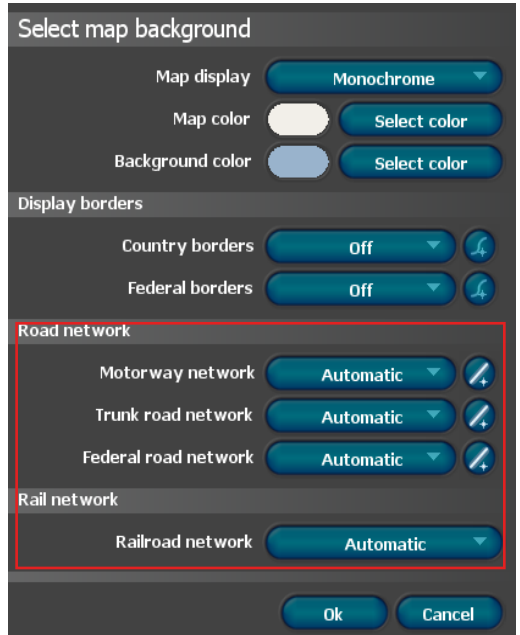 Select map background
Map display Monochrome
Map color Select color
Background color Select color
Display borders
Country borders Off
Federal borders Off
Road network
Motorway network Automatic
Trunk road network Automatic
Federal road network Automatic
Rail network
Railroad network Automatic
Ok Cancel